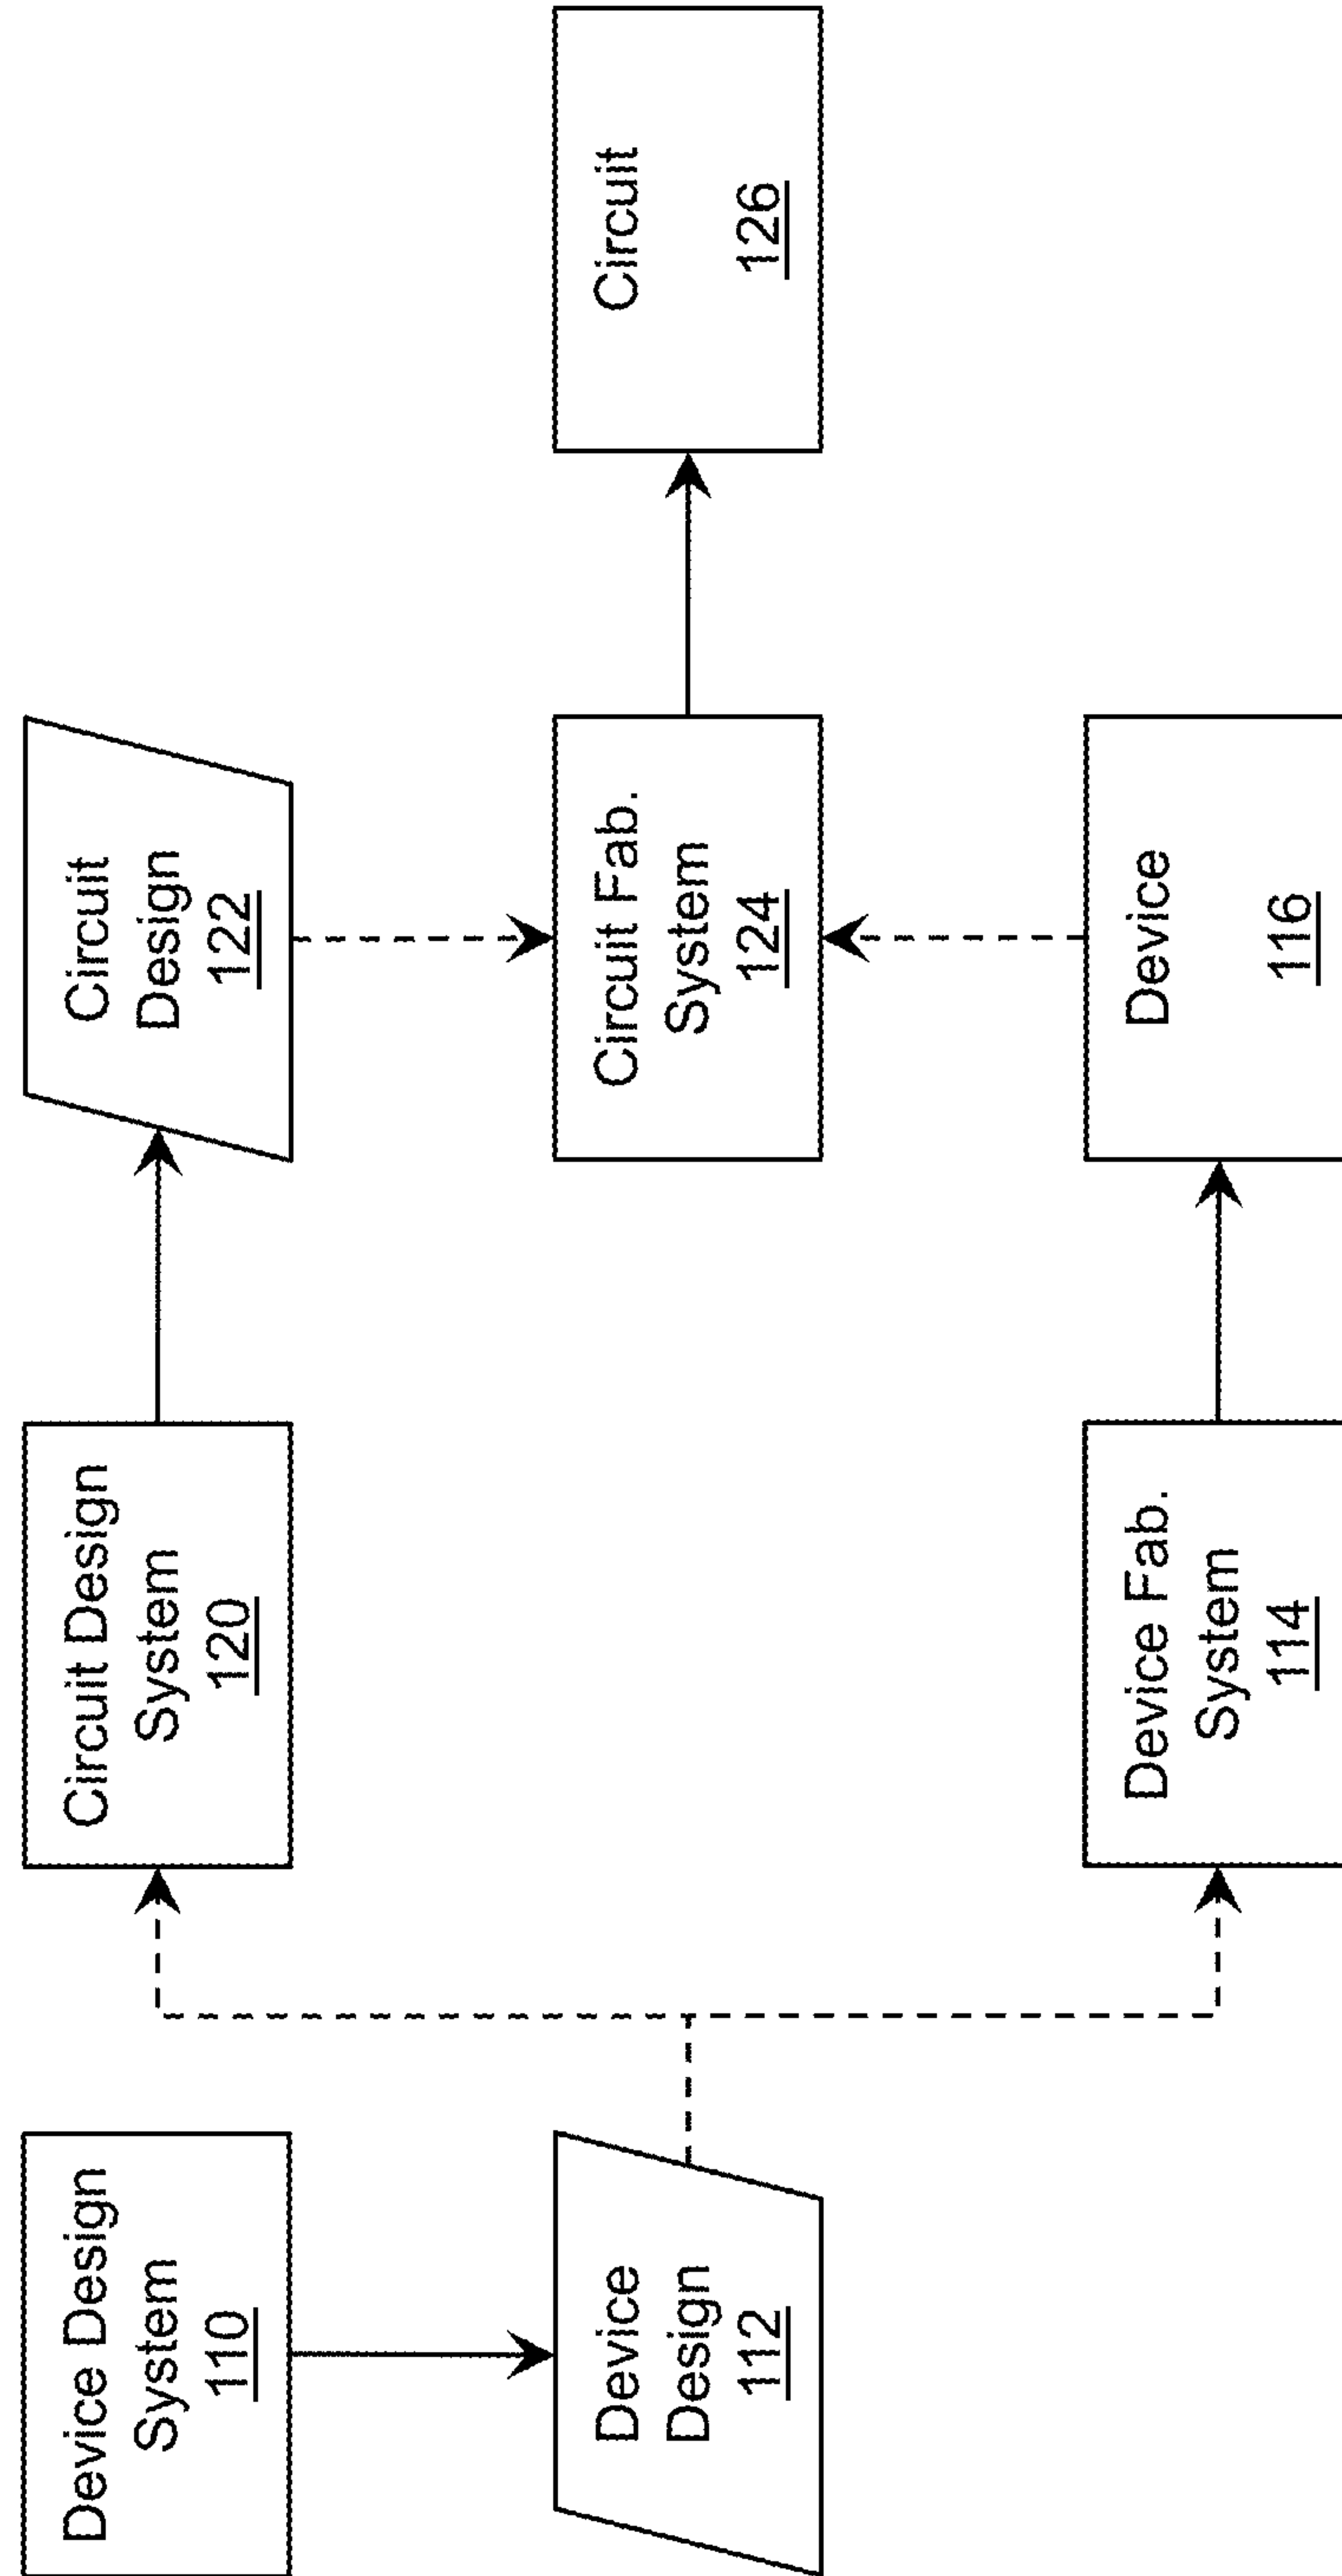 Device Design
System
110
Device
Design
112
Circuit Design
System
120
Device Fab.
System
114
Circuit
Design
122
Circuit Fab.
System
124
Device
116
Circuit
126